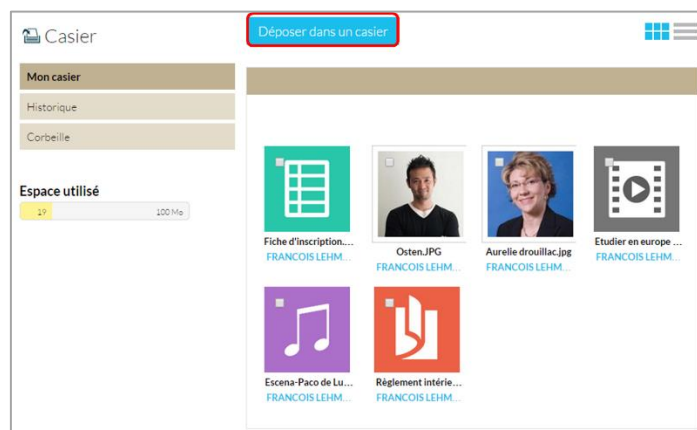 Casier
Déposer dans un casier
Mon casier
Historique
Corbeille
Espace utilisé
19 100 Mo
Fiche d'inscription....
FRANCOIS LEHM...
Osten.JPG
FRANCOIS LEHM...
Aurelie drouillac.jpg
FRANCOIS LEHM...
Etudier en europe ...
FRANCOIS LEHM...
Escena-Paco de Lu...
FRANCOIS LEHM...
Règlement intérie...
FRANCOIS LEHM...